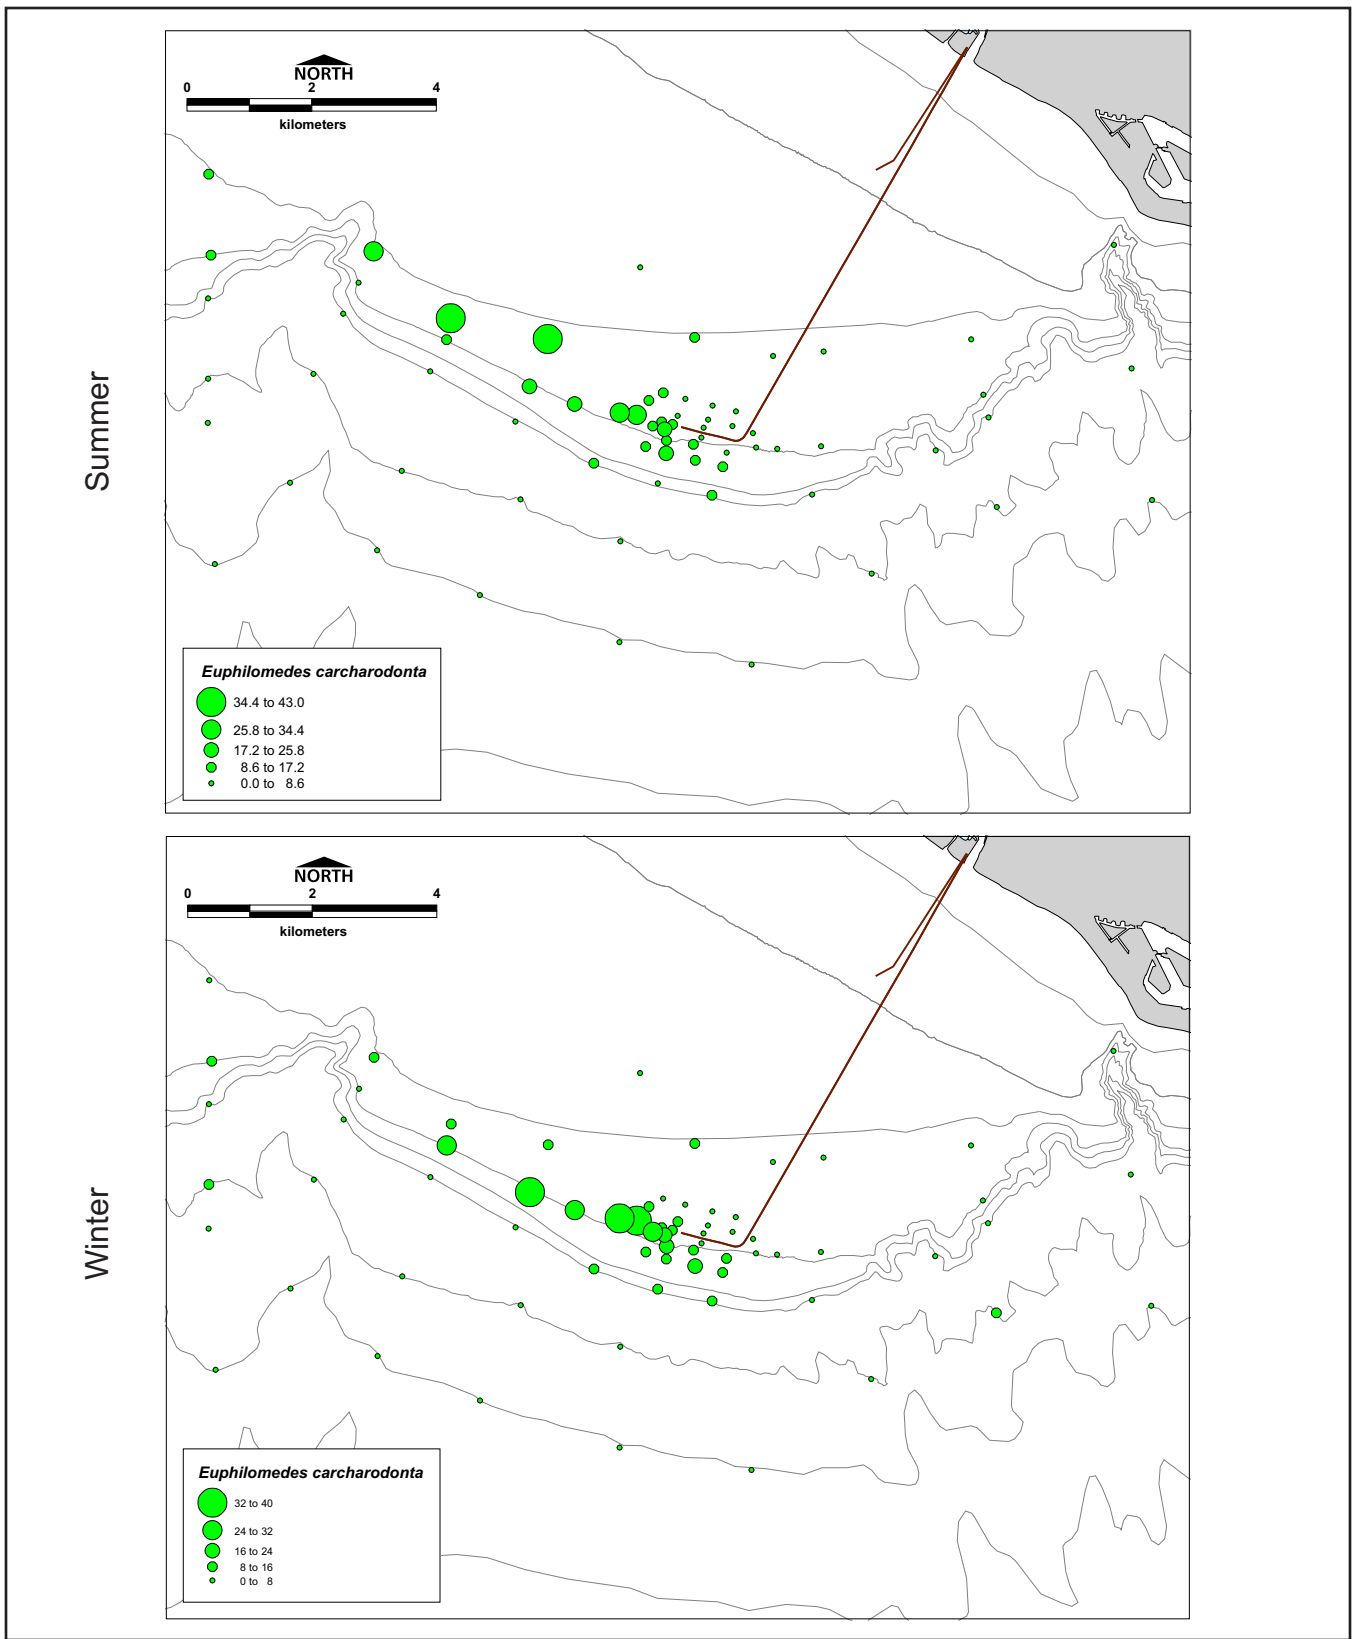 Summer
NORTH
0 2 4
kilometers
Euphilomedes carcharodonta
34.4 to 43.0
25.8 to 34.4
17.2 to 25.8
8.6 to 17.2
0.0 to 8.6
Winter
NORTH
0 2 4
kilometers
Euphilomedes carcharodonta
32 to 40
24 to 32
16 to 24
8 to 16
0 to 8